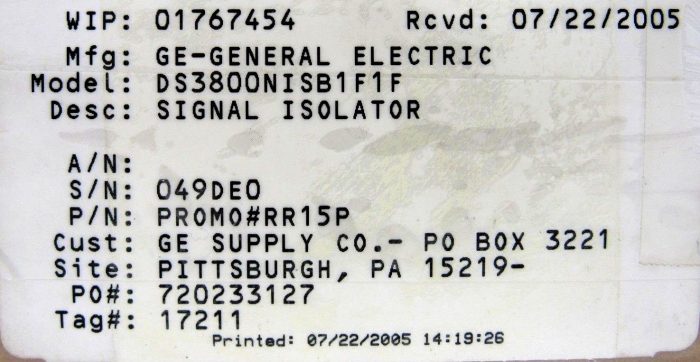 WIP: 01767454 Rcvd: 07/22/2005
Mfg: GE-GENERAL ELECTRIC
Model: DS3800NISB1F1F
Desc: SIGNAL ISOLATOR
A/N:
S/N: 049DEO
P/N: PROMO#RR15P
Cust: GE SUPPLY CO.- PO BOX 3221
Site: PITTSBURGH, PA 15219-
PO#: 720233127
Tag#: 17211
Printed: 07/22/2005 14:19:26